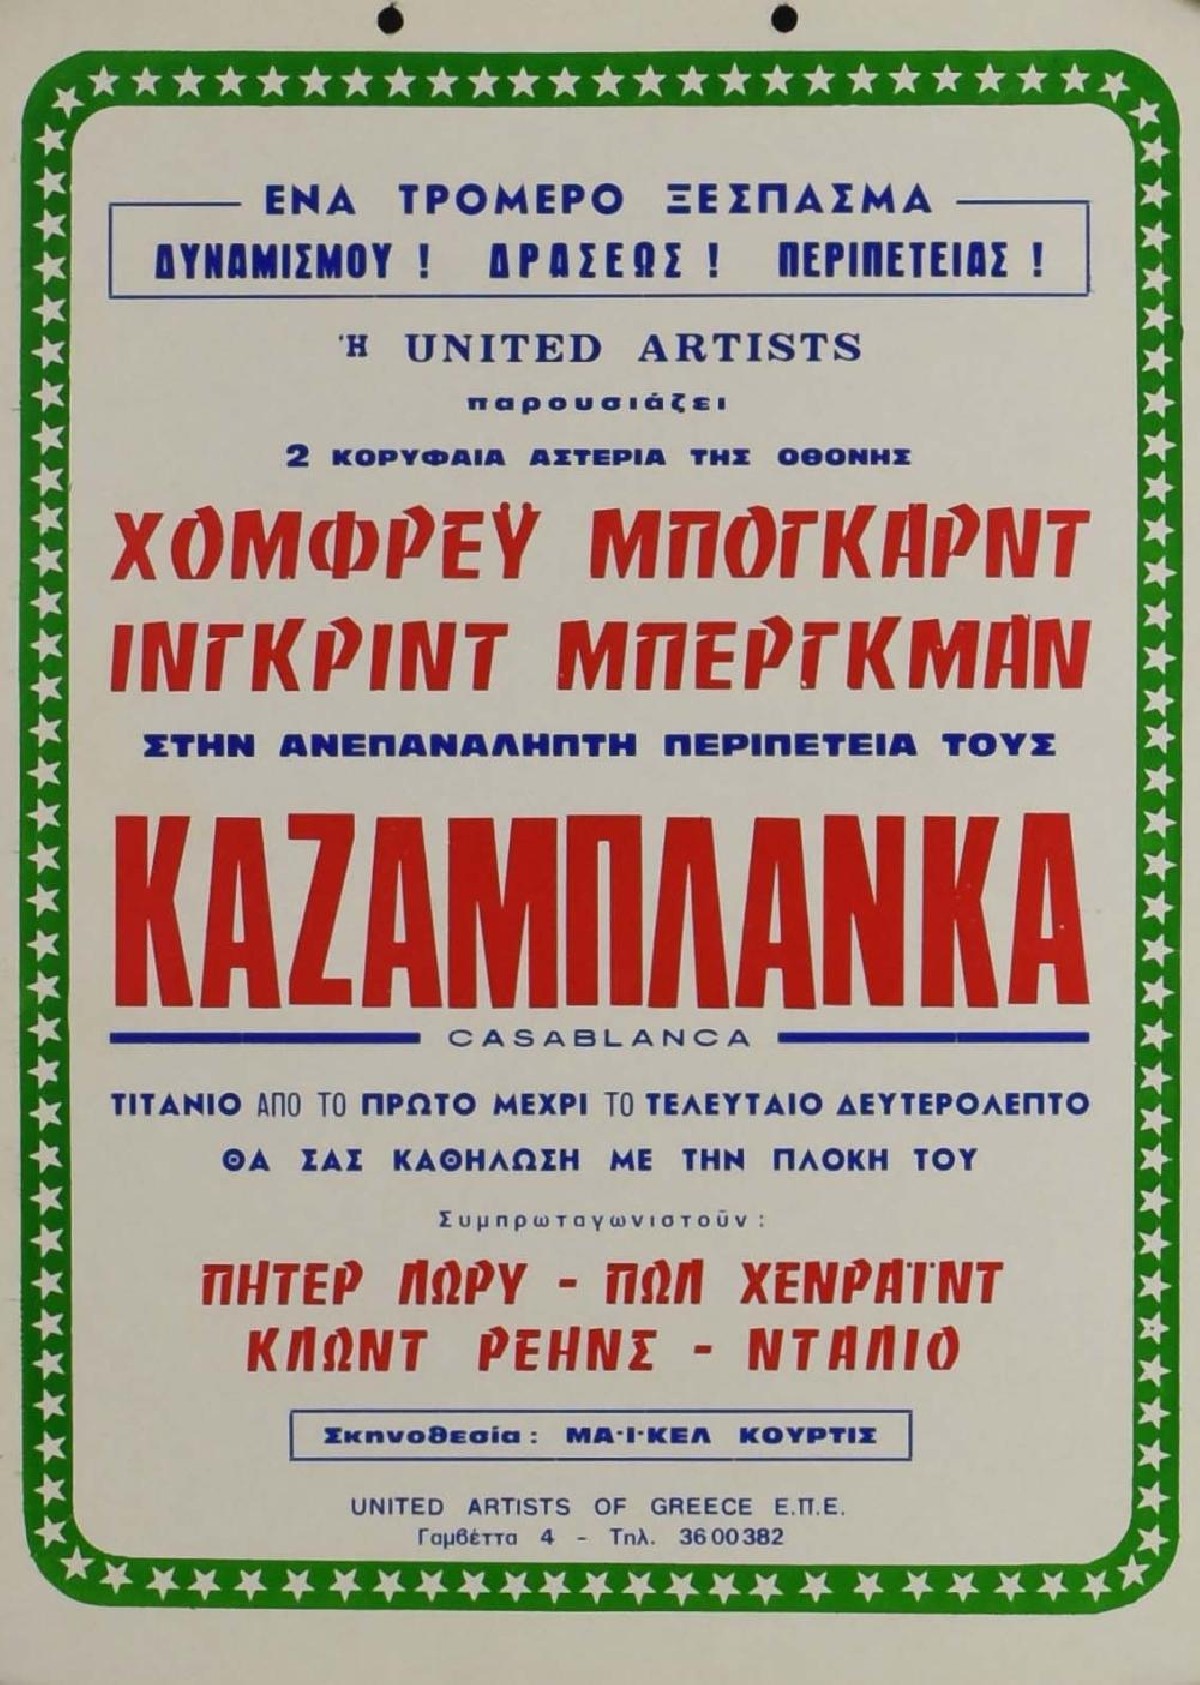 ΕΝΑ ΤΡΟΜΕΡΟ ΞΕΣΠΑΣΜΑ
ΔΥΝΑΜΙΣΜΟΥ! ΔΡΑΣΕΩΣ! ΠΕΡΙΠΕΤΕΙΑΣ!
Ἡ UNITED ARTISTS
παρουσιάζει
2 ΚΟΡΥΦΑΙΑ ΑΣΤΕΡΙΑ ΤΗΣ ΟΘΟΝΗΣ
ΧΟΜΦΡΕΫ ΜΠΟΓΚΑΡΝΤ
ΙΝΓΚΡΙΝΤ ΜΠΕΡΓΚΜΑΝ
ΣΤΗΝ ΑΝΕΠΑΝΑΛΗΠΤΗ ΠΕΡΙΠΕΤΕΙΑ ΤΟΥΣ
ΚΑΖΑΜΠΛΑΝΚΑ
CASABLANCA
ΤΙΤΑΝΙΟ ΑΠΟ ΤΟ ΠΡΩΤΟ ΜΕΧΡΙ ΤΟ ΤΕΛΕΥΤΑΙΟ ΔΕΥΤΕΡΟΛΕΠΤΟ
ΘΑ ΣΑΣ ΚΑΘΗΛΩΣΗ ΜΕ ΤΗΝ ΠΛΟΚΗ ΤΟΥ
Συμπρωταγωνιστοῦν:
ΠΗΤΕΡ ΛΩΡΥ - ΠΩΛ ΧΕΝΡΑΪΝΤ
ΚΛΩΝΤ ΡΕΗΝΣ - ΝΤΑΛΙΟ
Σκηνοθεσία: ΜΑ·Ι·ΚΕΛ ΚΟΥΡΤΙΣ
UNITED ARTISTS OF GREECE Ε.Π.Ε.
Γαμβέττα 4 - Τηλ. 3600382